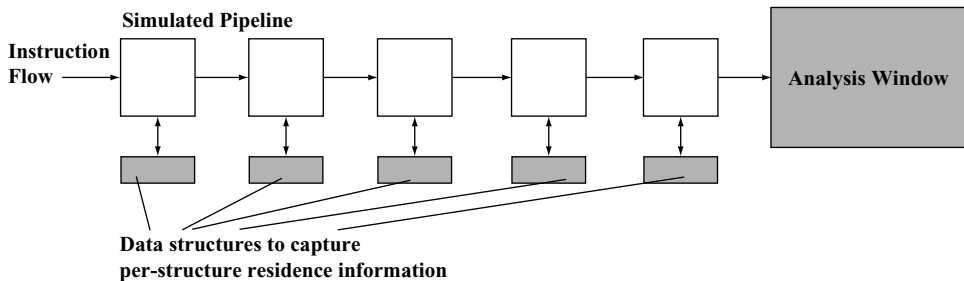 Simulated Pipeline
Instruction
Flow
Analysis Window
Data structures to capture
per-structure residence information